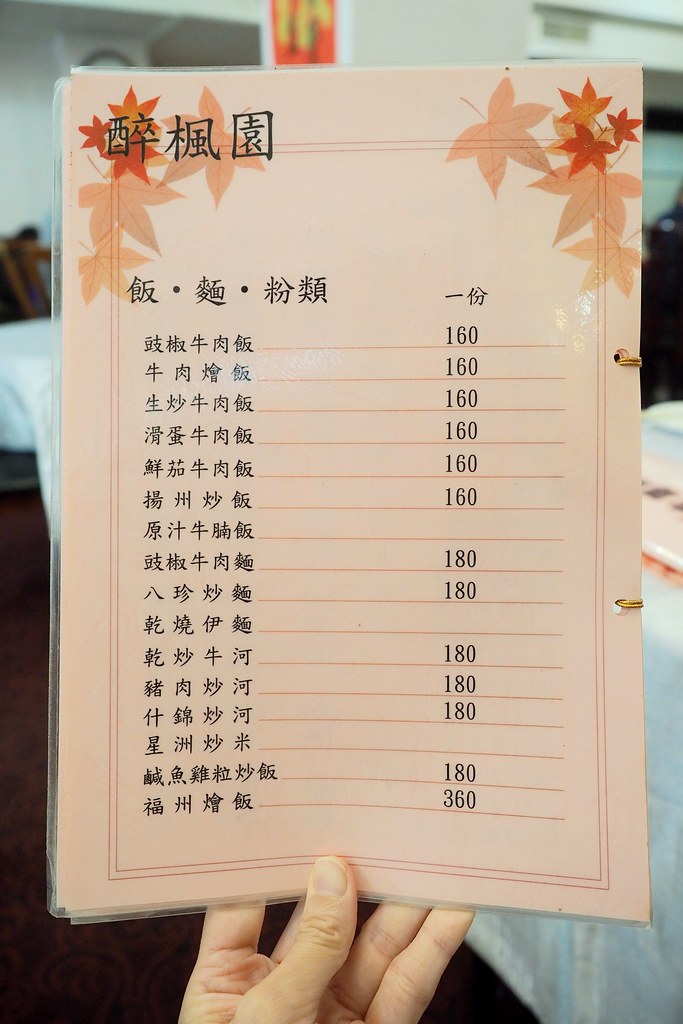 醉楓園
飯・麵・粉類 一份
豉椒牛肉飯 160
牛肉燴飯 160
生炒牛肉飯 160
滑蛋牛肉飯 160
鮮茄牛肉飯 160
揚州炒飯 160
原汁牛腩飯
豉椒牛肉麵 180
八珍炒麵 180
乾燒伊麵
乾炒牛河 180
豬肉炒河 180
什錦炒河 180
星洲炒米
鹹魚雞粒炒飯 180
福州燴飯 360